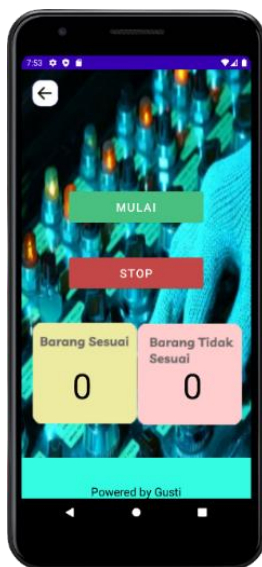 7:53
MULAI
STOP
Barang Sesuai
Barang Tidak
Sesuai
0
0
Powered by Gusti